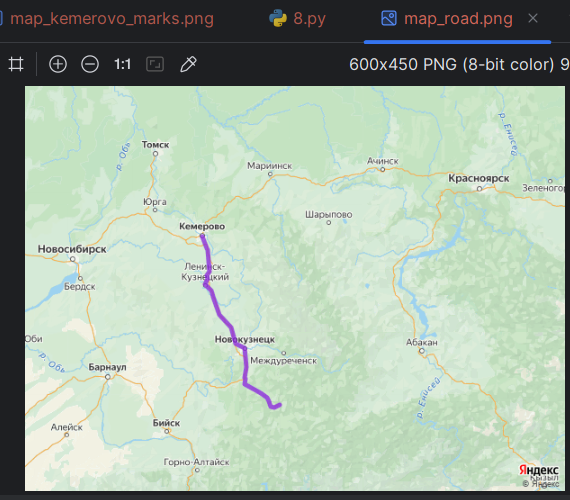 map_kemerovo_marks.png
8.py
map_road.png
1:1
600x450 PNG (8-bit color) 9
р. Обь
Томск
р. Енисей
Мариинск
Ачинск
Красноярск
Зеленогор
Юрга
Шарыпово
Кемерово
Новосибирск
Ленинск-
Кузнецкий
Бердск
Оби
Новокузнецк
Абакан
р. Обь
Междуреченск
Барнаул
р. Енисей
Бийск
Алейск
Горно-Алтайск
Яндекс
Кызыл
© Яндекс